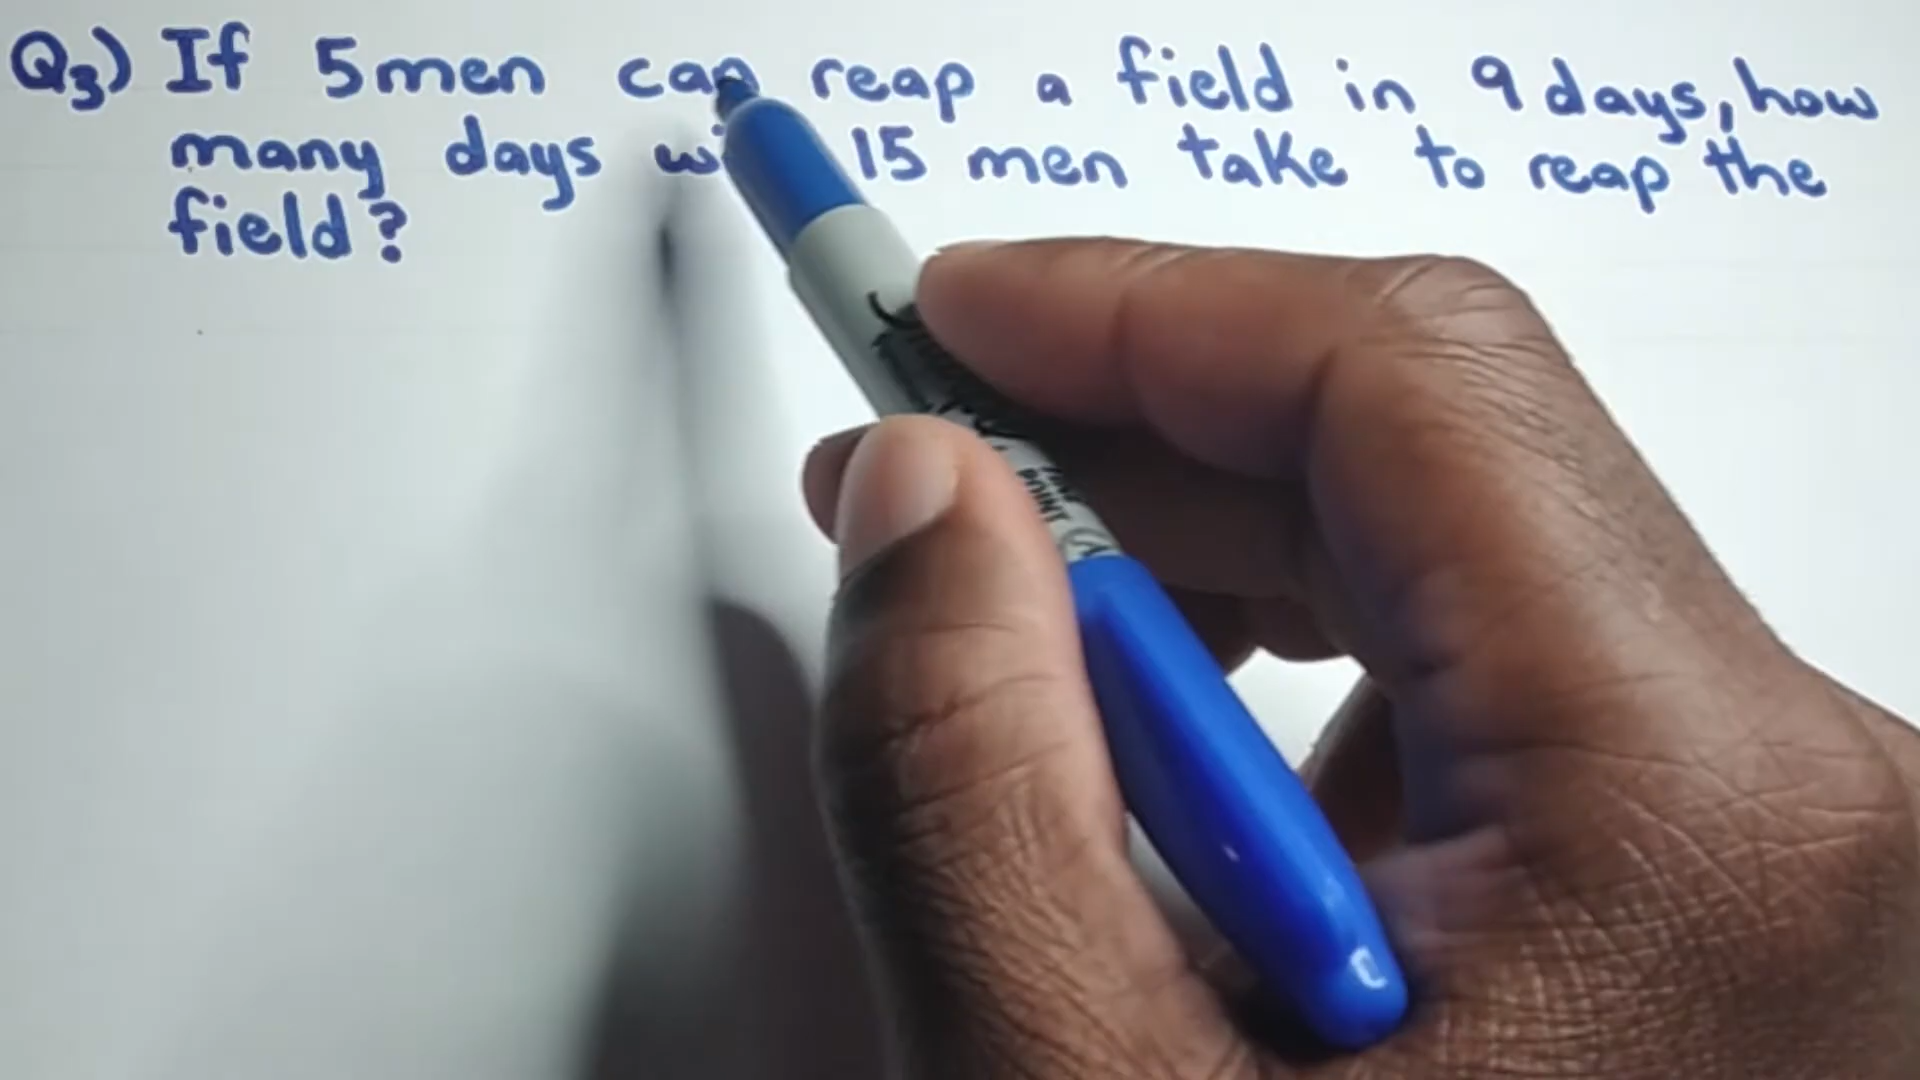 Q3) If 5men can reap a field in 9 days, how
many days 15 men take to reap the
field?
POINT